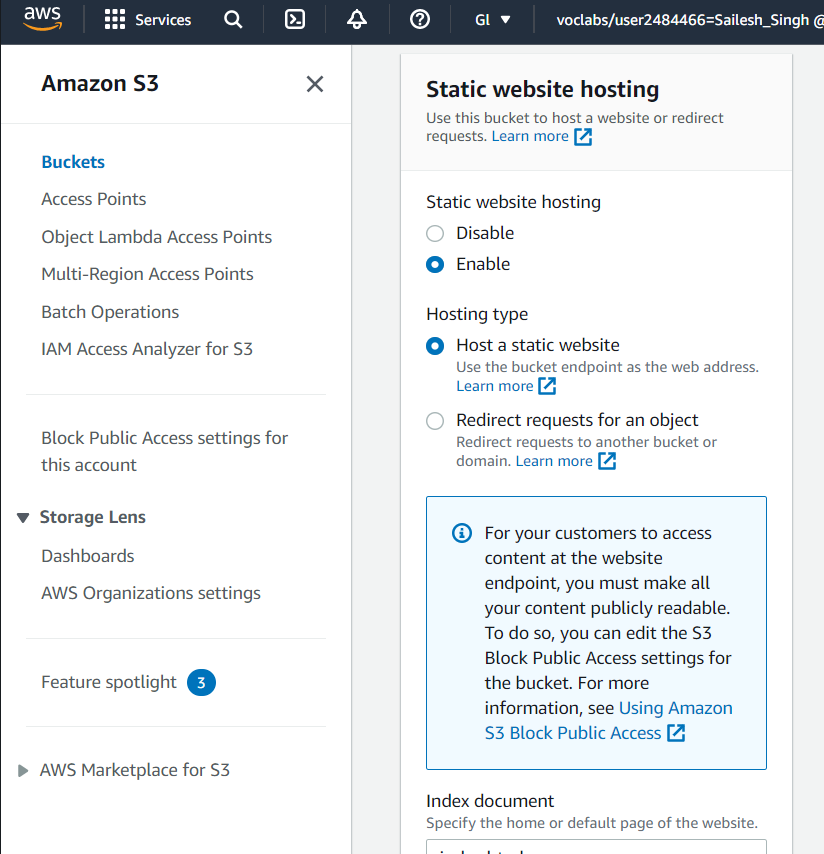 aws
Services
Gl
voclabs/user2484466=Sailesh_Singh @
Amazon S3
Buckets
Access Points
Object Lambda Access Points
Multi-Region Access Points
Batch Operations
IAM Access Analyzer for S3
Block Public Access settings for
this account
Storage Lens
Dashboards
AWS Organizations settings
Feature spotlight 3
AWS Marketplace for S3
Static website hosting
Use this bucket to host a website or redirect
requests. Learn more
Static website hosting
Disable
Enable
Hosting type
Host a static website
Use the bucket endpoint as the web address.
Learn more
Redirect requests for an object
Redirect requests to another bucket or
domain. Learn more
For your customers to access
content at the website
endpoint, you must make all
your content publicly readable.
To do so, you can edit the S3
Block Public Access settings for
the bucket. For more
information, see Using Amazon
S3 Block Public Access
Index document
Specify the home or default page of the website.